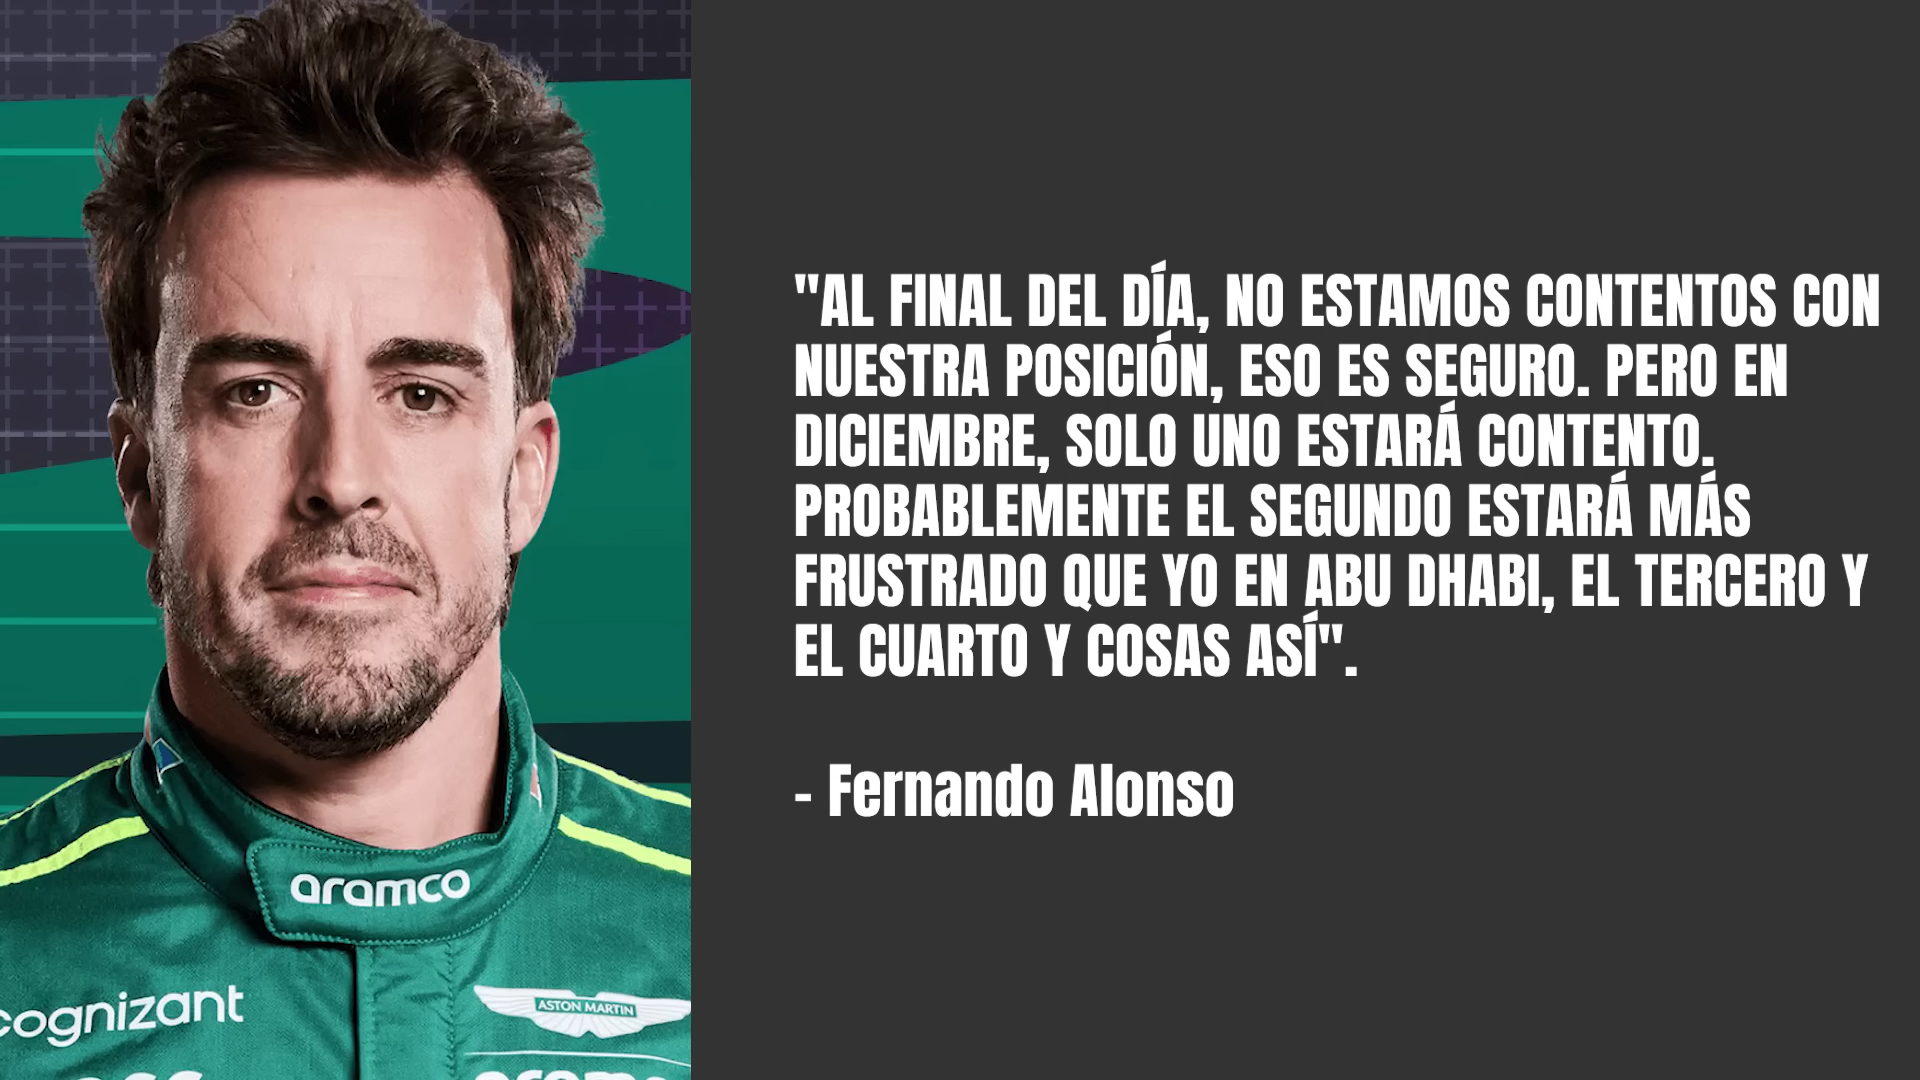 "AL FINAL DEL DÍA, NO ESTAMOS CONTENTOS CON
NUESTRA POSICIÓN, ESO ES SEGURO. PERO EN
DICIEMBRE, SOLO UNO ESTARÁ CONTENTO.
PROBABLEMENTE EL SEGUNDO ESTARÁ MÁS
FRUSTRADO QUE YO EN ABU DHABI, EL TERCERO Y
EL CUARTO Y COSAS ASÍ".
- Fernando Alonso
aramco
cognizant
ASTON MARTIN